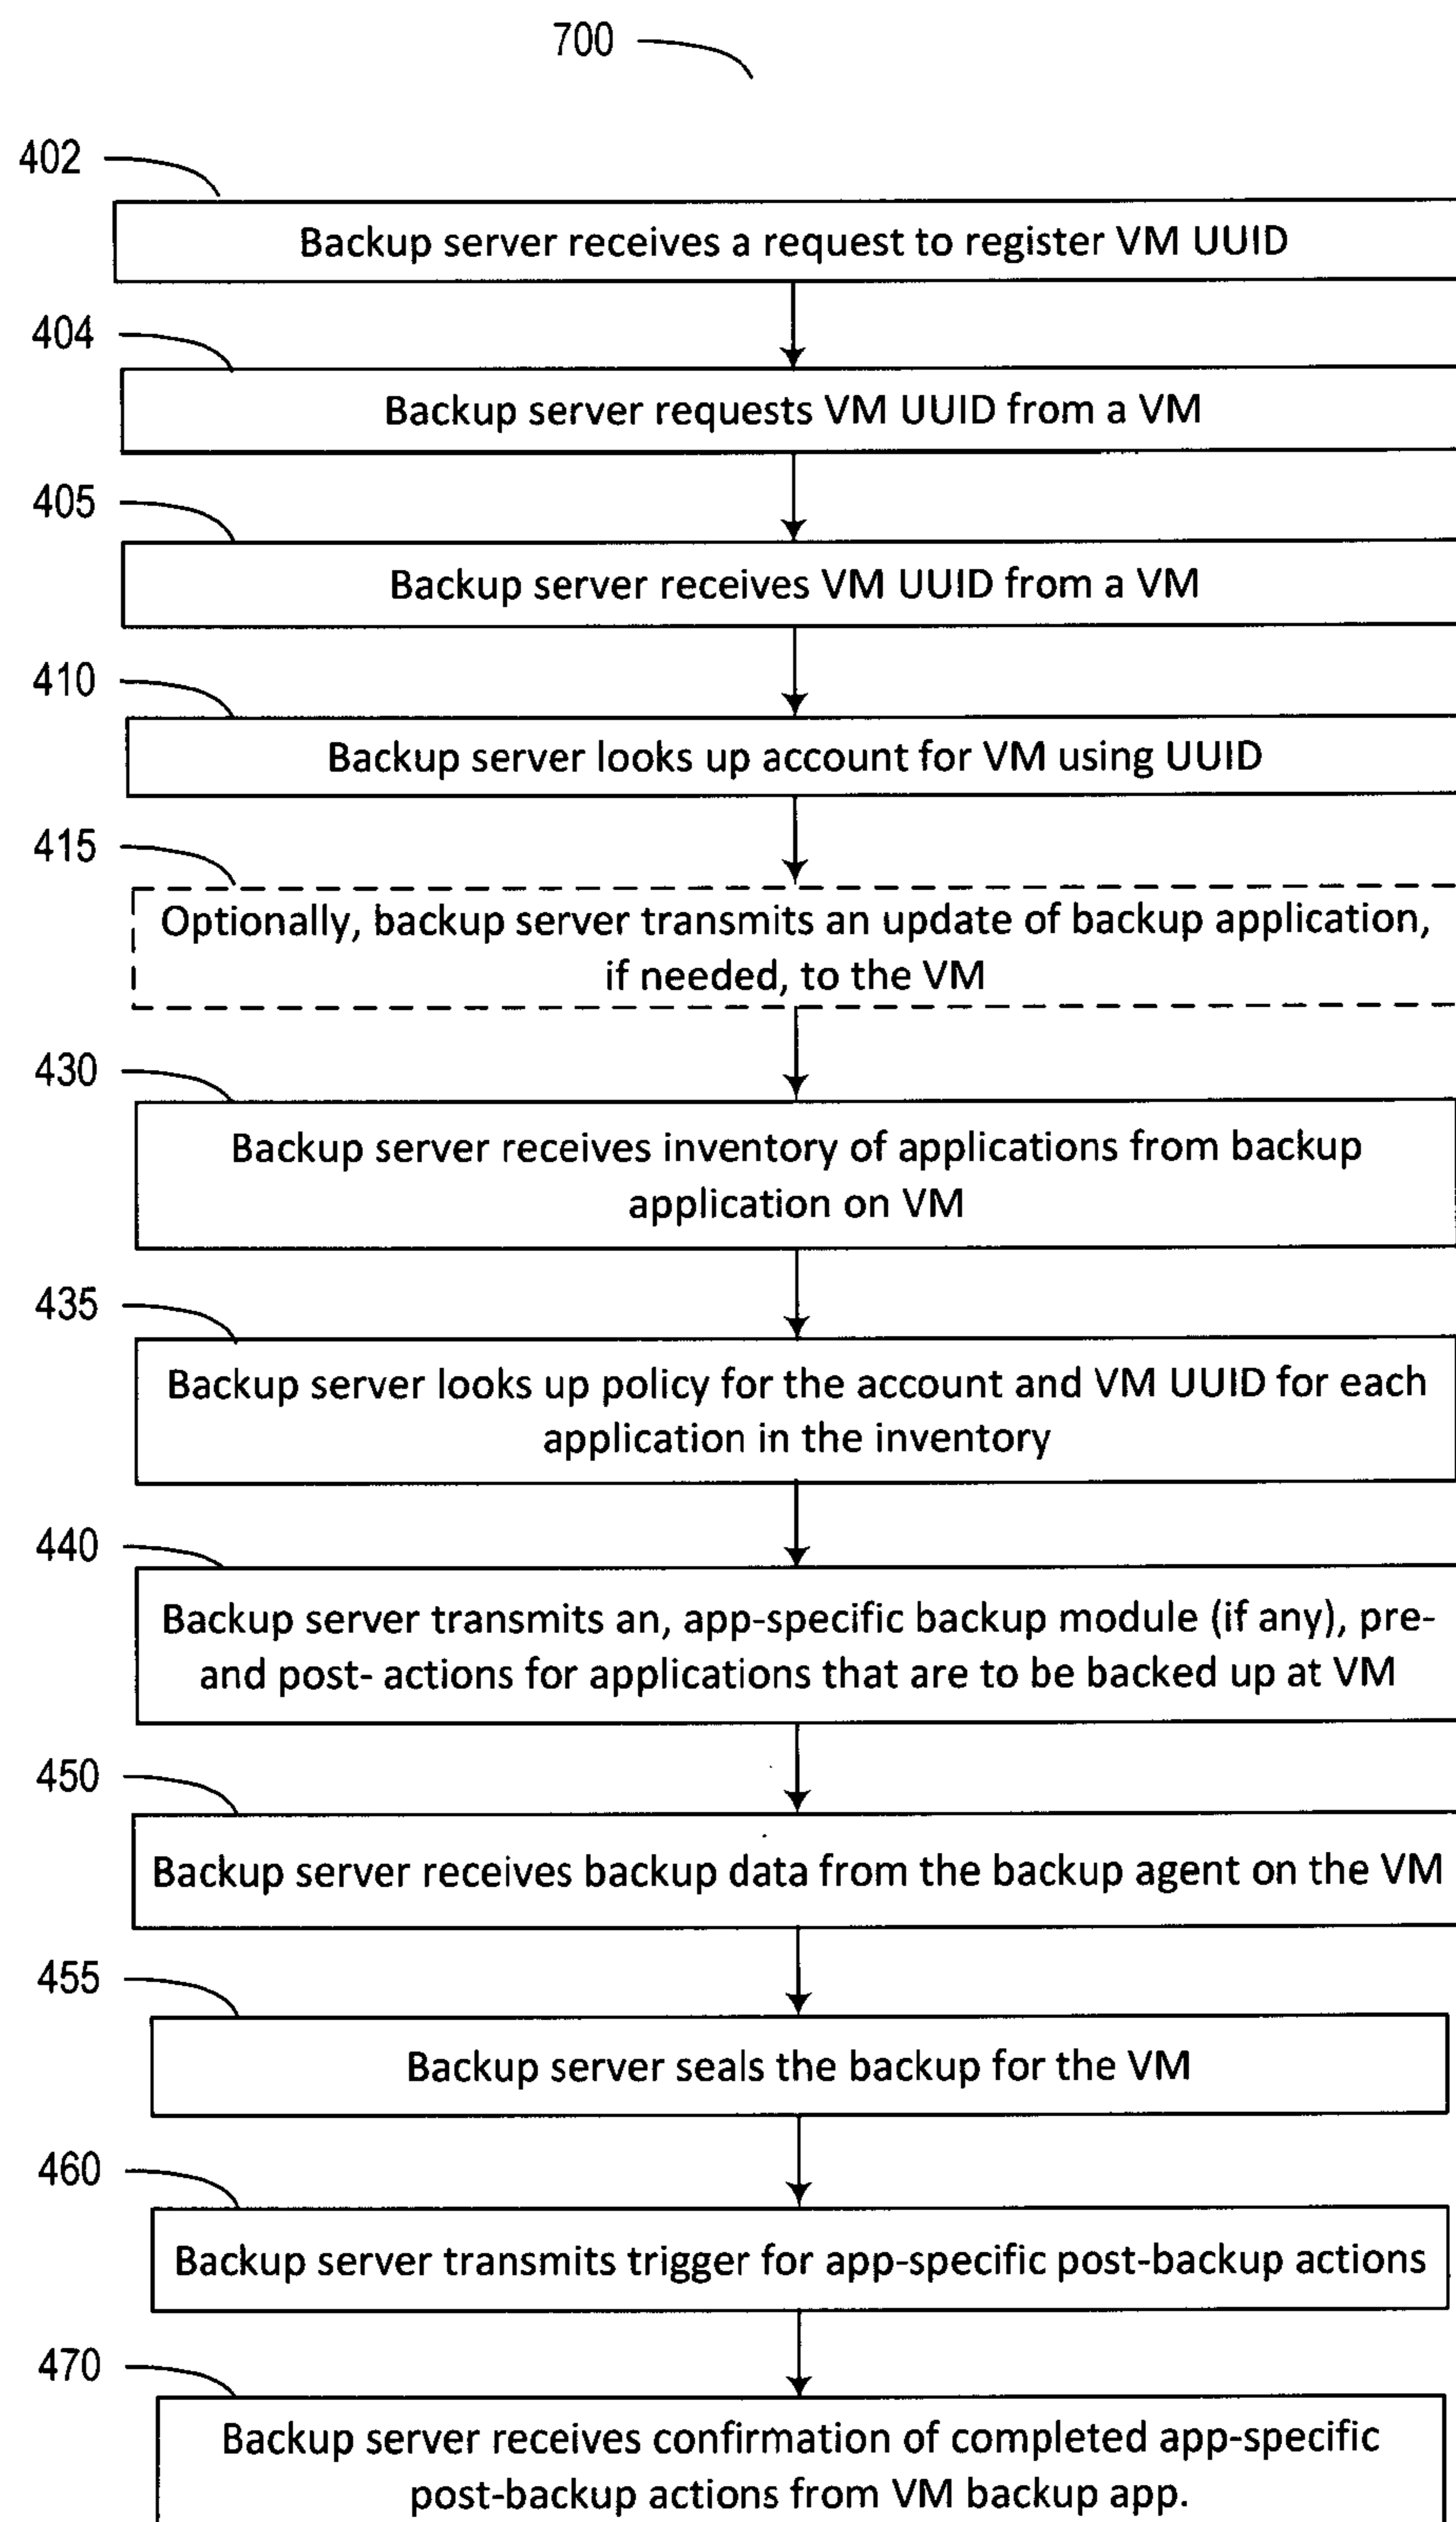 700
402
Backup server receives a request to register VM UUID
404
Backup server requests VM UUID from a VM
405
Backup server receives VM UUID from a VM
410
Backup server looks up account for VM using UUID
415
Optionally, backup server transmits an update of backup application,
if needed, to the VM
430
Backup server receives inventory of applications from backup
application on VM
435
Backup server looks up policy for the account and VM UUID for each
application in the inventory
440
Backup server transmits an, app-specific backup module (if any), pre-
and post- actions for applications that are to be backed up at VM
450
Backup server receives backup data from the backup agent on the VM
455
Backup server seals the backup for the VM
460
Backup server transmits trigger for app-specific post-backup actions
470
Backup server receives confirmation of completed app-specific
post-backup actions from VM backup app.